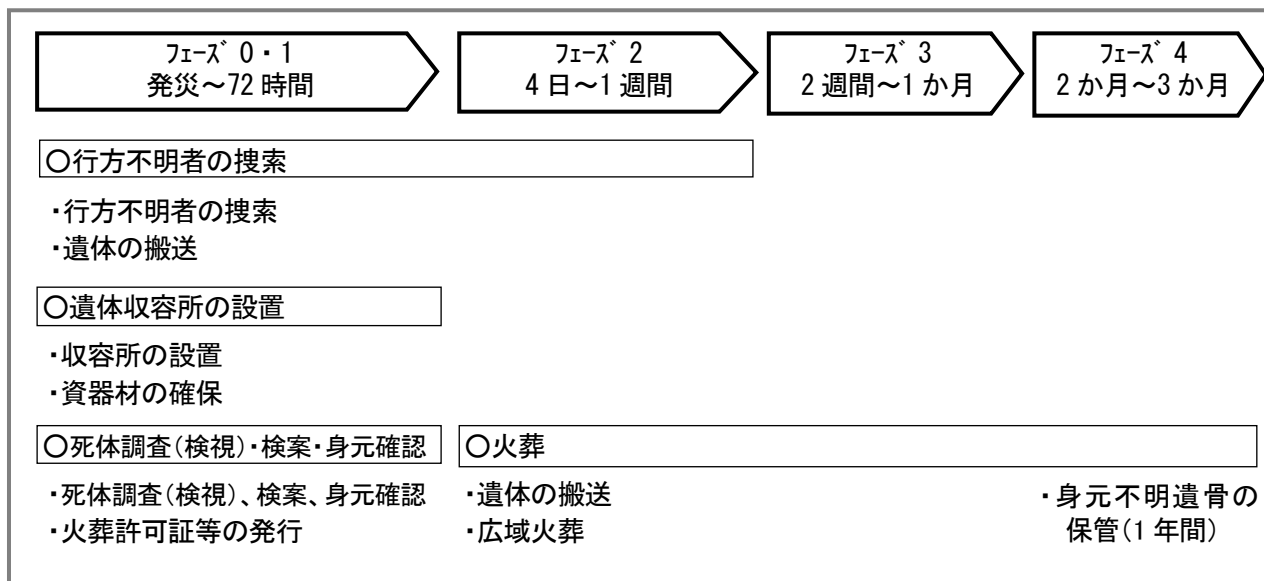 ﾌｪｰｽﾞ 0・1
発災～72 時間
ﾌｪｰｽﾞ 2
4 日～1 週間
ﾌｪｰｽﾞ 3
2 週間～1 か月
ﾌｪｰｽﾞ 4
2 か月～3 か月
〇行方不明者の捜索
・行方不明者の捜索
・遺体の搬送
〇遺体収容所の設置
・収容所の設置
・資器材の確保
〇死体調査(検視)・検案・身元確認
・死体調査(検視)、検案、身元確認
・火葬許可証等の発行
〇火葬
・遺体の搬送
・広域火葬
・身元不明遺骨の
保管(1 年間)